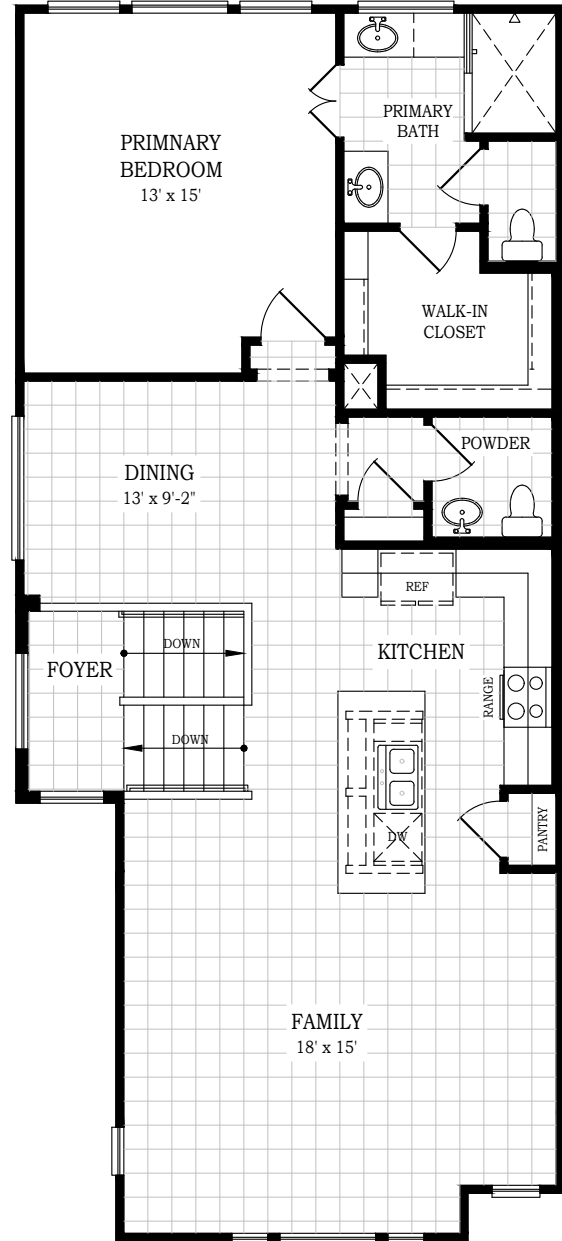 PRIMNARY
BEDROOM
13' x 15'
PRIMARY
BATH
WALK-IN
CLOSET
POWDER
DINING
13' x 9'-2"
REF
DOWN
FOYER
KITCHEN
RANGE
DOWN
DW
PANTRY
FAMILY
18' x 15'